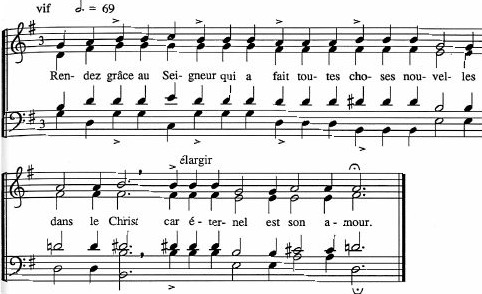 vif 𝅗𝅥. = 69
Ren- dez grâce au Sei- gneur qui a fait tou- tes cho- ses nou- vel- les
élargir
dans le Christ car é - ter- nel est son a- mour.